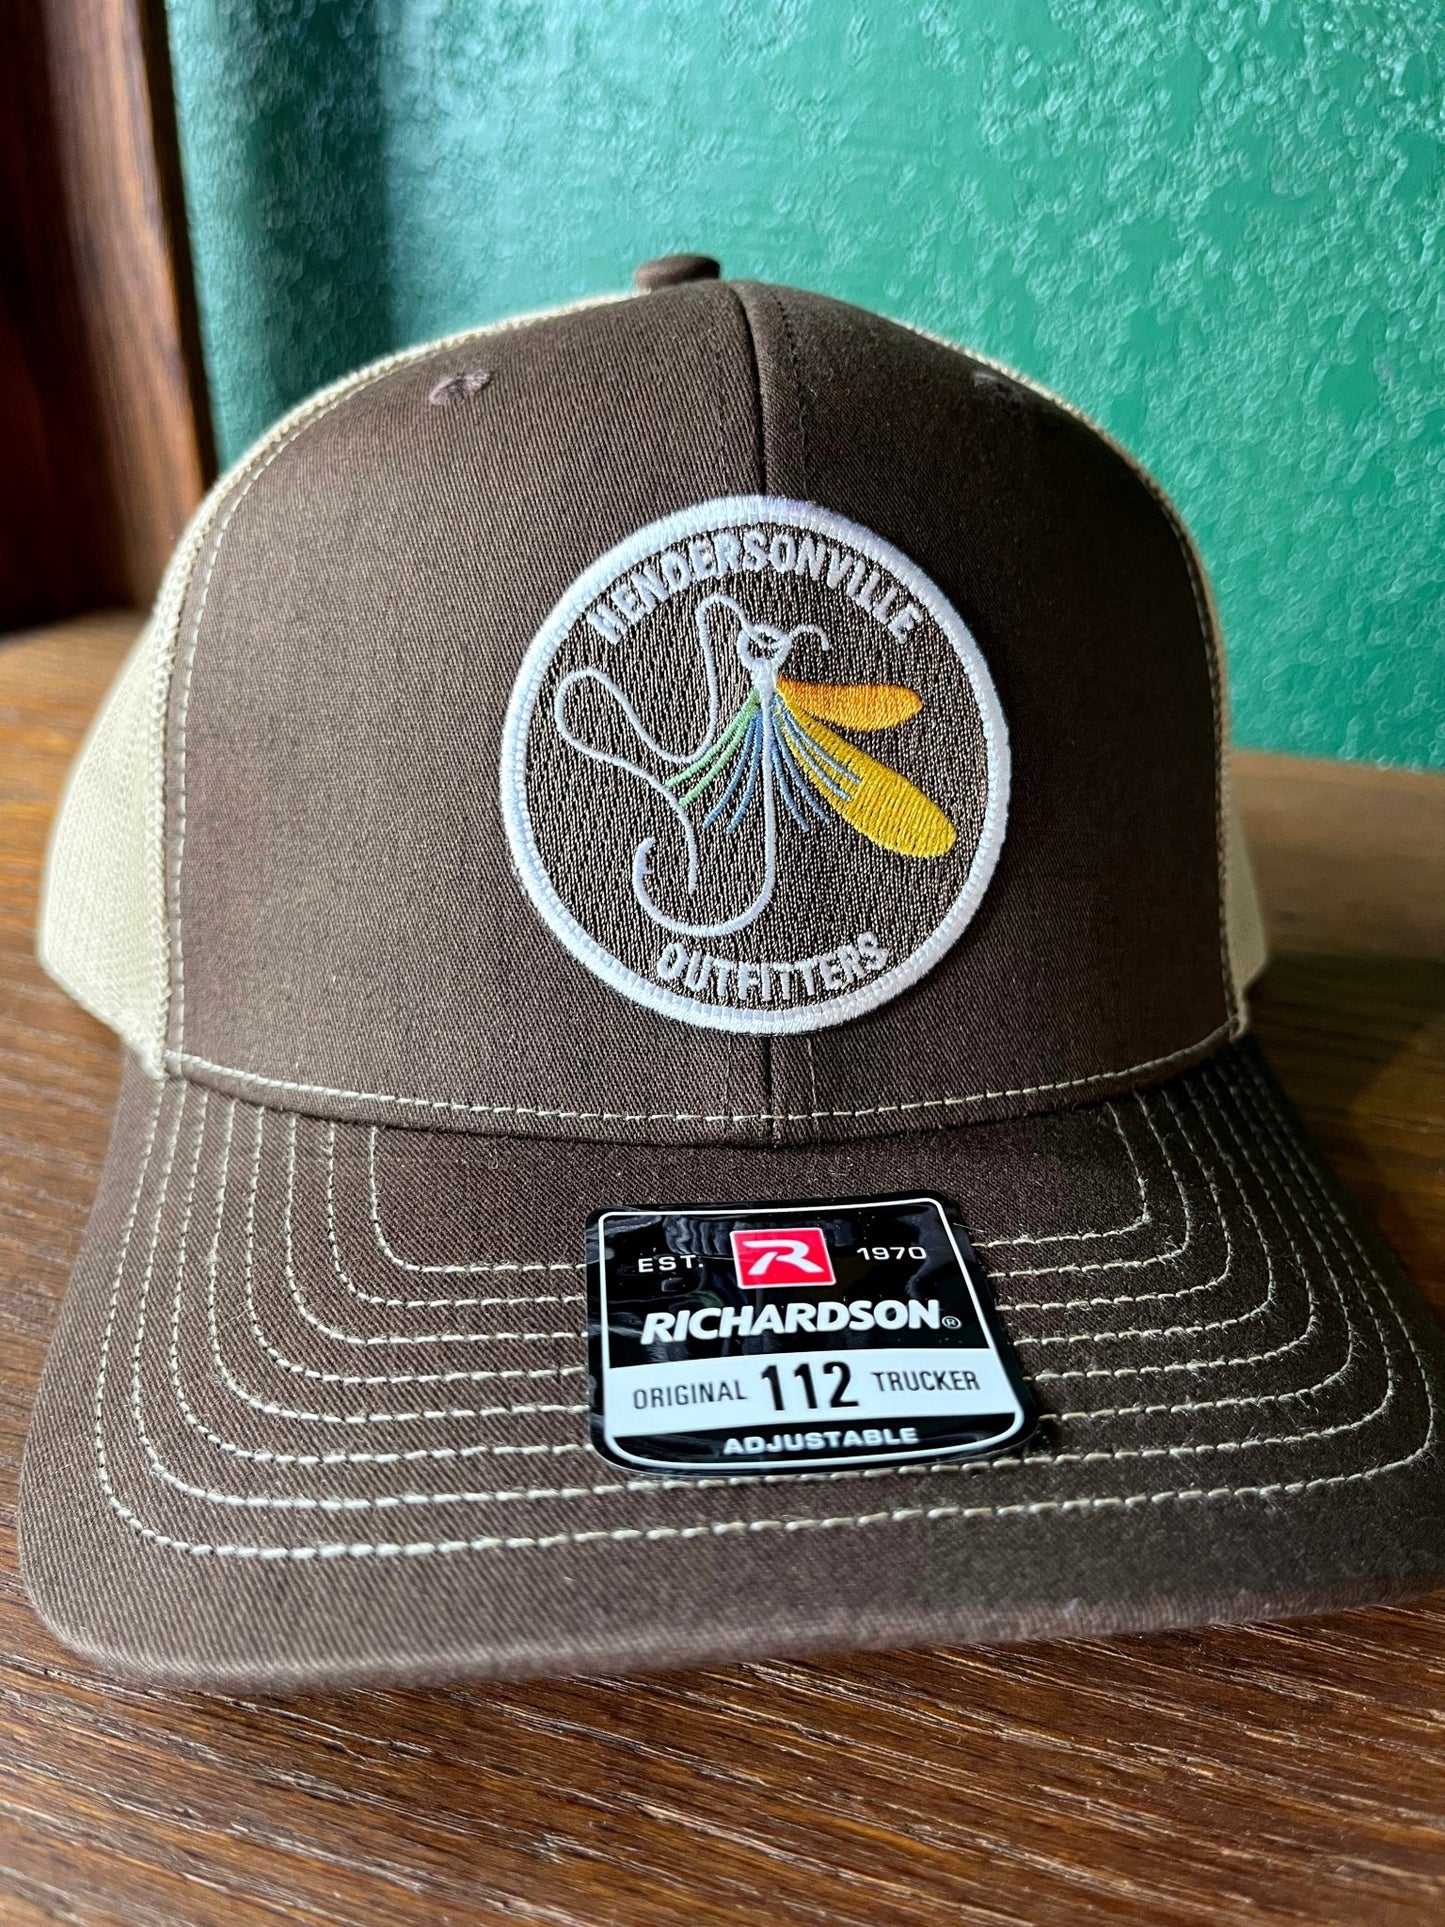 HENDERSONVILLE
OUTFITTERS
EST. R 1970
RICHARDSON®
ORIGINAL 112 TRUCKER
ADJUSTABLE